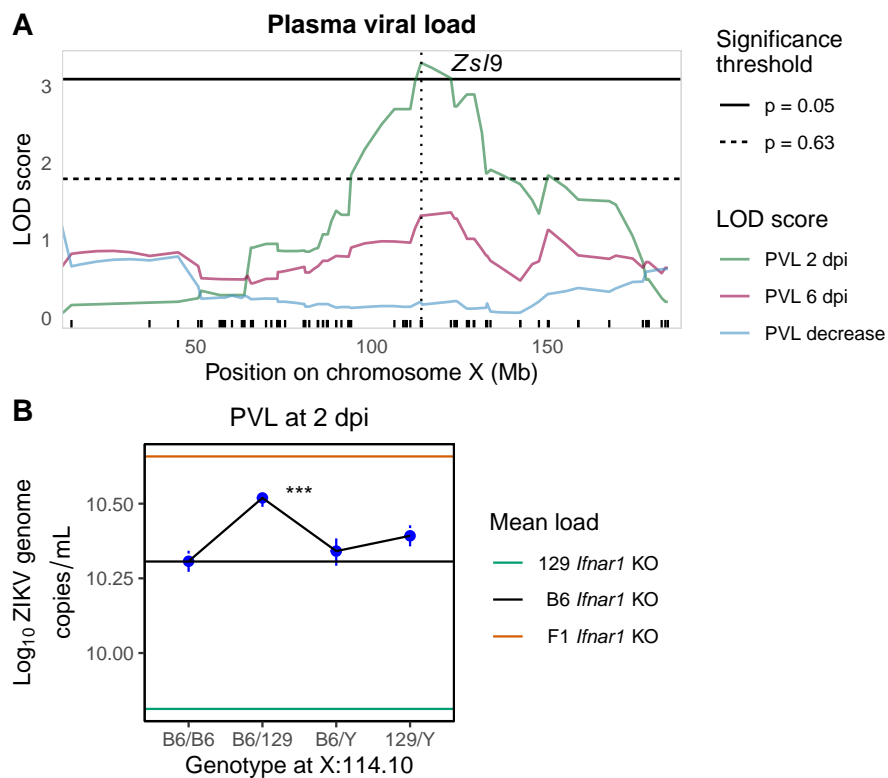 A
Plasma viral load
Zsl9
3
2
1
0
LOD score
50
100
150
Position on chromosome X (Mb)
Significance
threshold
p = 0.05
p = 0.63
LOD score
PVL 2 dpi
PVL 6 dpi
PVL decrease
B
PVL at 2 dpi
***
10.50
10.25
10.00
Log₁₀ ZIKV genome
copies/mL
B6/B6
B6/129
B6/Y
129/Y
Genotype at X:114.10
Mean load
129 Ifnar1 KO
B6 Ifnar1 KO
F1 Ifnar1 KO